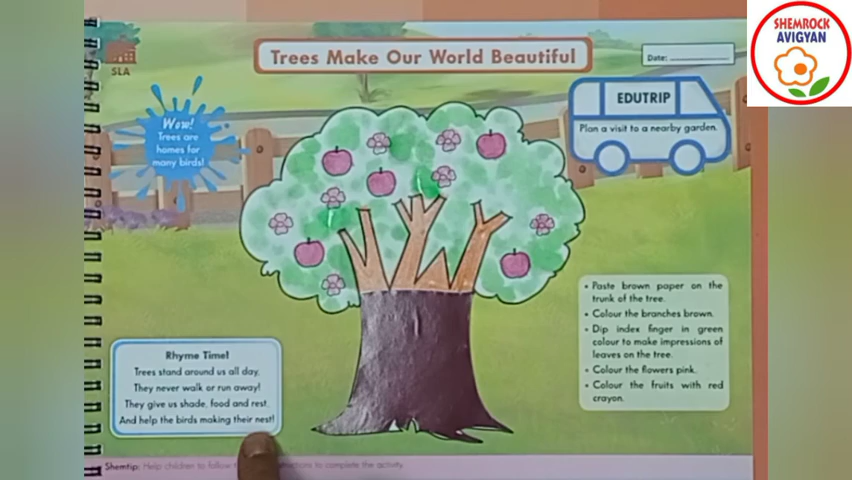 SHEMROCK
AVIGYAN
SLA
Trees Make Our World Beautiful
Date:
Wow!
Trees are
homes for
many birds!
EDUTRIP
Plan a visit to a nearby garden.
• Paste brown paper on the
trunk of the tree.
• Colour the branches brown.
• Dip index finger in green
colour to make impressions of
leaves on the tree.
• Colour the flowers pink.
• Colour the fruits with red
crayon.
Rhyme Time!
Trees stand around us all day,
They never walk or run away!
They give us shade, food and rest,
And help the birds making their nest!
Shemtip: Help children to follow to complete the activity.